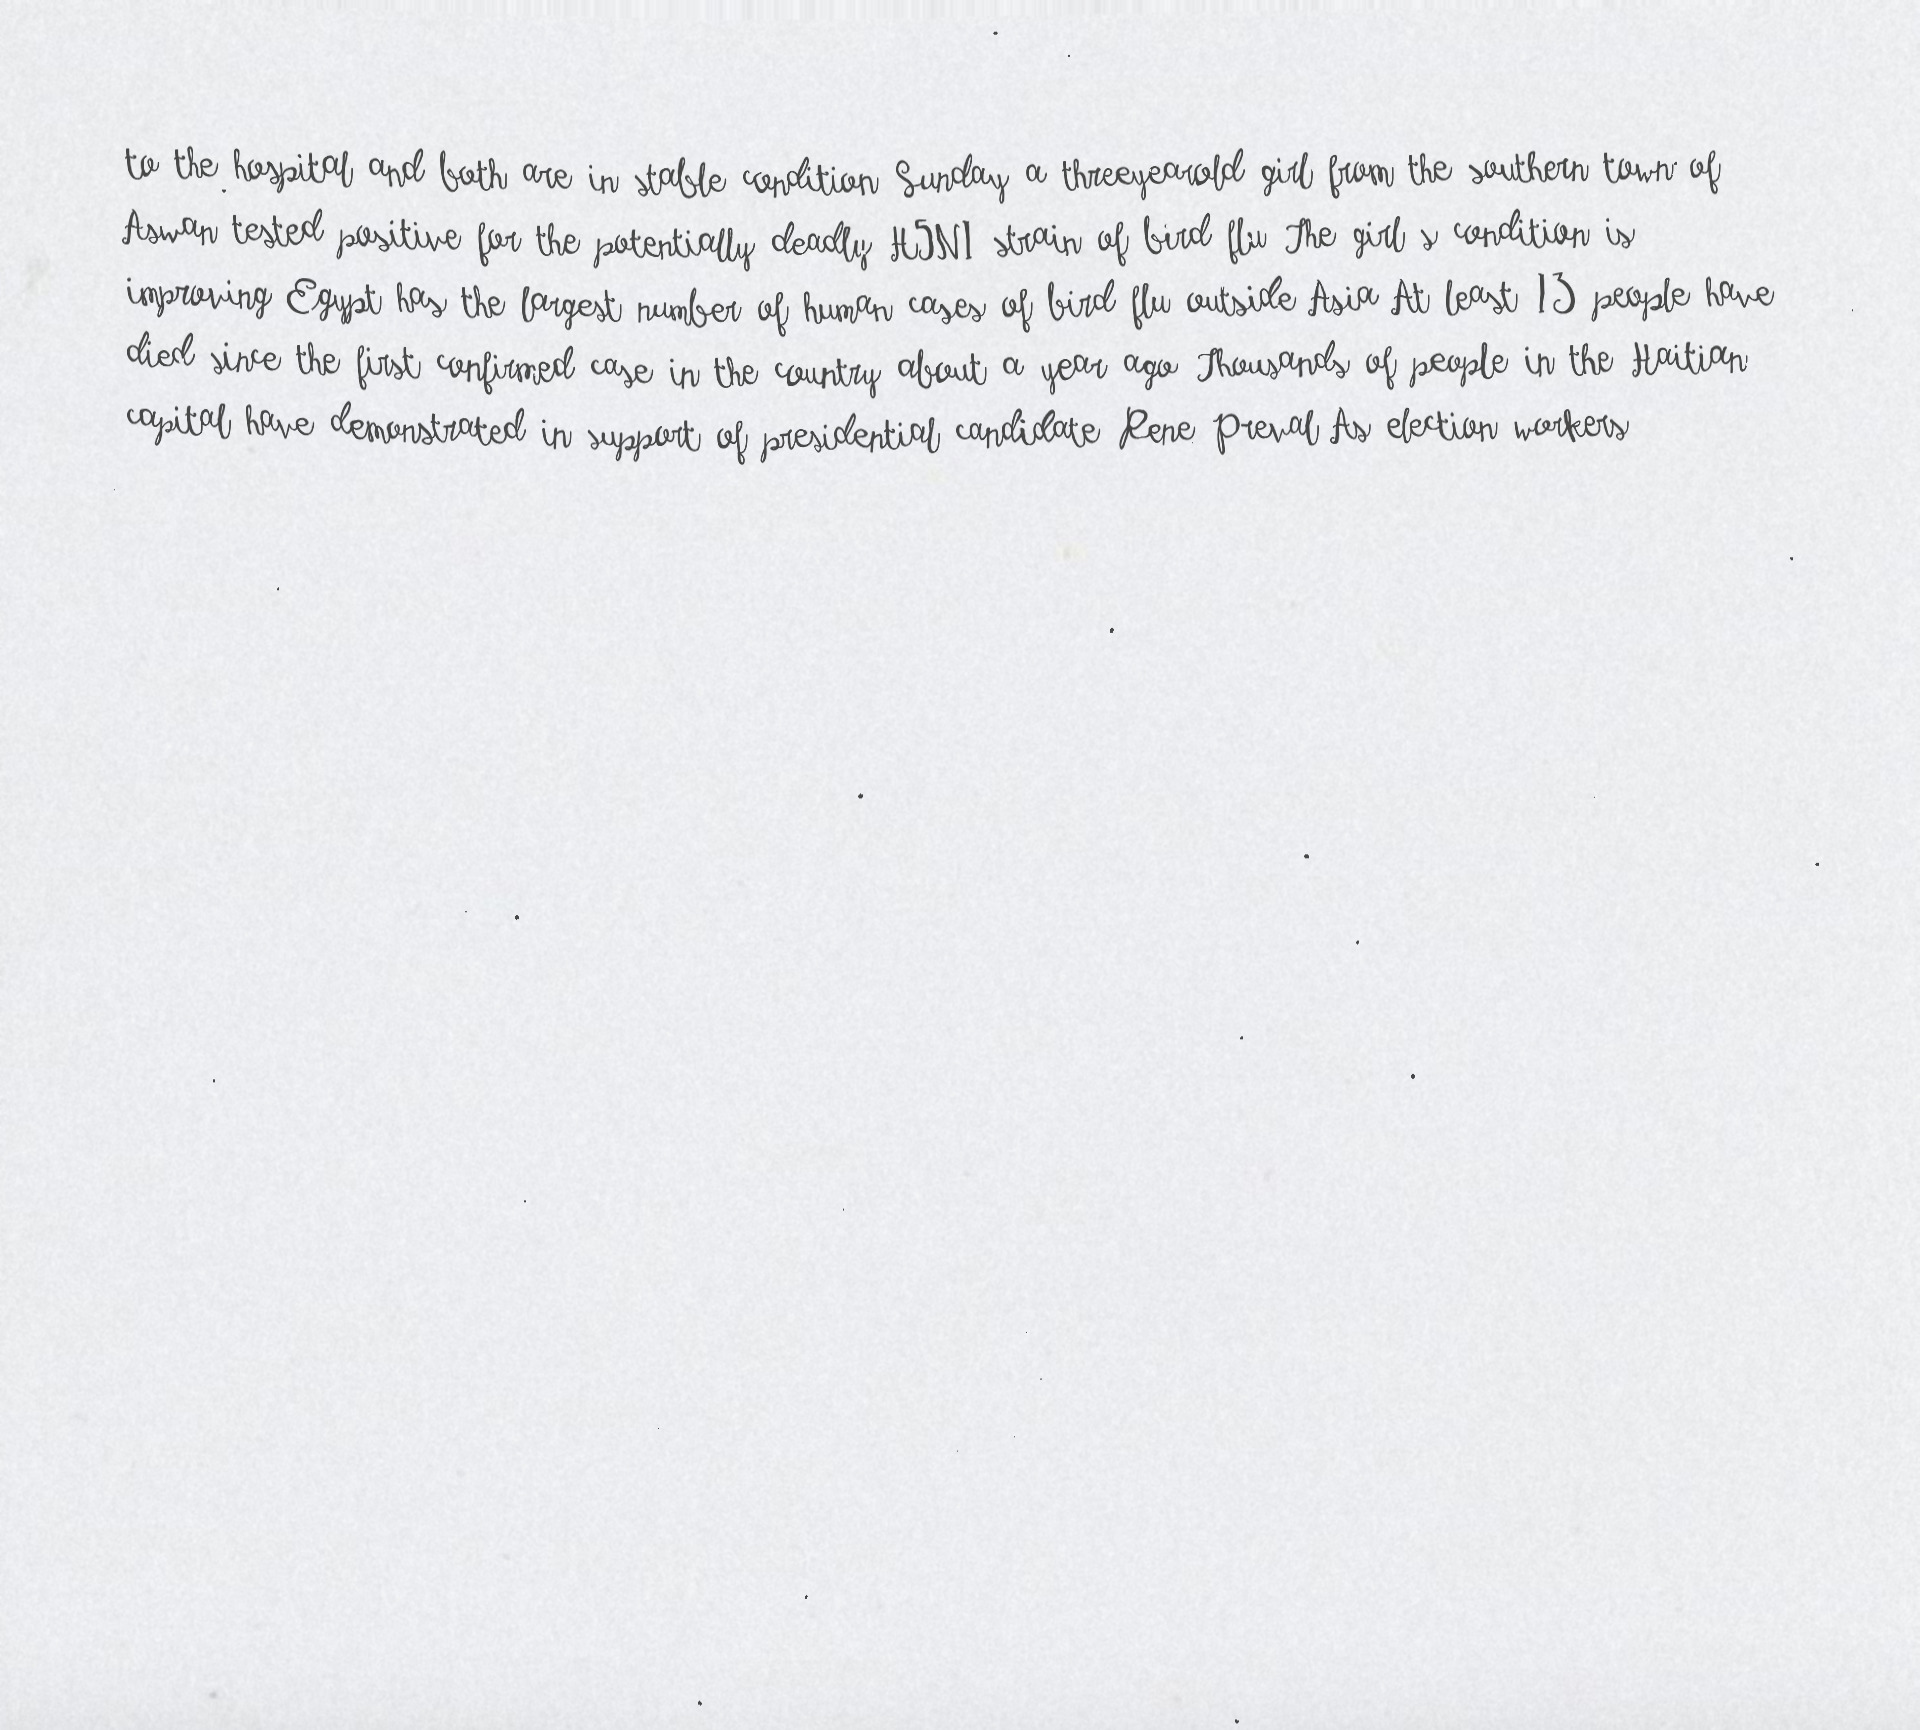 to the hospital and both are in stable condition Sunday a threeyearold girl from the southern town of
Aswan tested positive for the potentially deadly H5N1 strain of bird flu The girl s condition is
improving Egypt has the largest number of human cases of bird flu outside Asia At least 13 people have
died since the first confirmed case in the country about a year ago Thousands of people in the Haitian
capital have demonstrated in support of presidential candidate Rene Preval As election workers